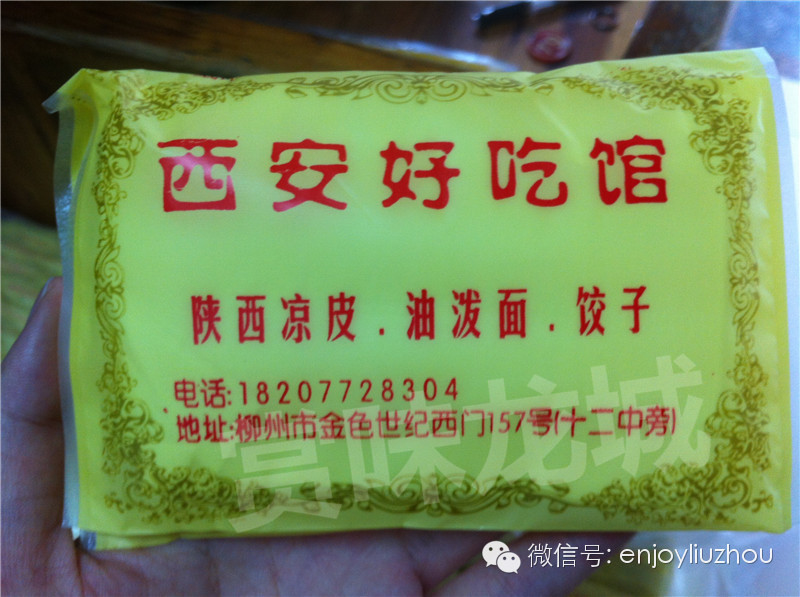 西安好吃馆
陕西凉皮.油泼面.饺子
电话:18207728304
地址:柳州市金色世纪西门157号(十二中旁)
赏味龙城
微信号: enjoyliuzhou